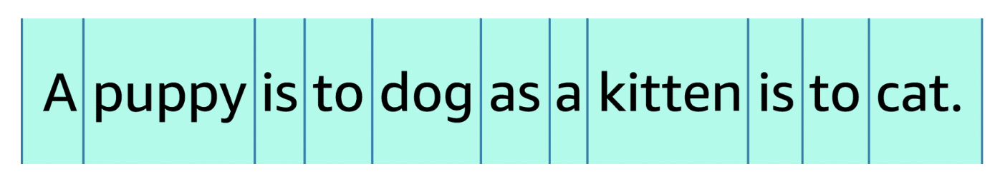 A puppy is to dog as a kitten is to cat.